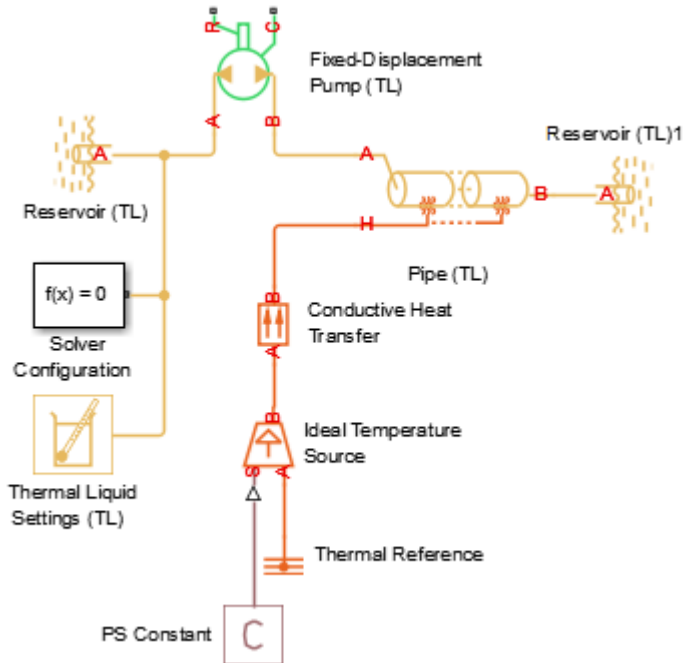 R C
Fixed-Displacement
Pump (TL)
A B
Reservoir (TL)1
A A B A
Reservoir (TL)
H
Pipe (TL)
f(x) = 0
Solver
Configuration
B
Conductive Heat
Transfer
A
B
Ideal Temperature
Source
S A
Thermal Liquid
Settings (TL)
Thermal Reference
PS Constant
C